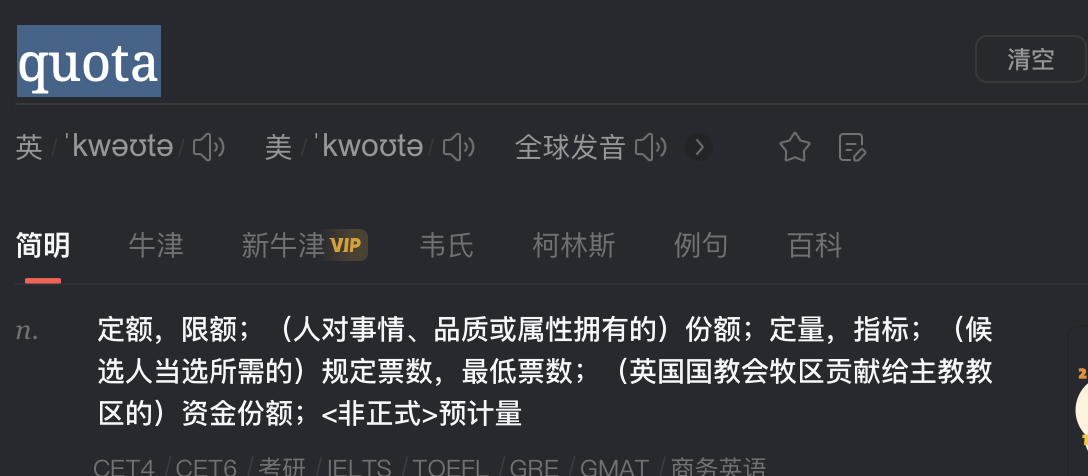 quota
清空
英 / ˈkwəʊtə / 美 / ˈkwoʊtə / 全球发音
简明 牛津 新牛津 VIP 韦氏 柯林斯 例句 百科
n. 定额，限额；（人对事情、品质或属性拥有的）份额；定量，指标；（候
选人当选所需的）规定票数，最低票数；（英国国教会牧区贡献给主教教
区的）资金份额；<非正式>预计量
CET4 / CET6 / 考研 / IELTS / TOEFL / GRE / GMAT / 商务英语